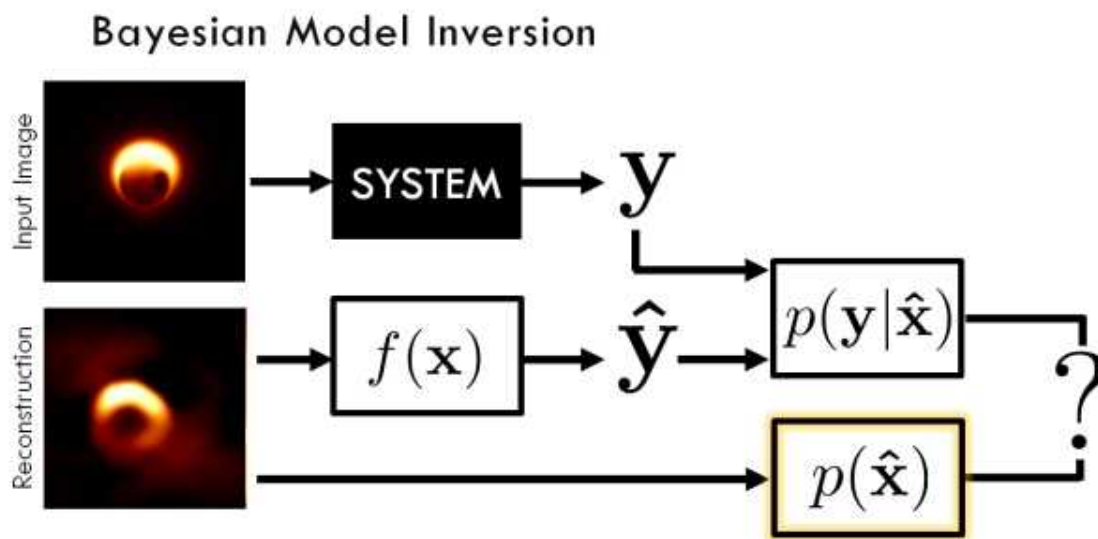 Bayesian Model Inversion
Input Image
SYSTEM
y
p(y|x̂)
Reconstruction
f(x)
ŷ
?
p(x̂)